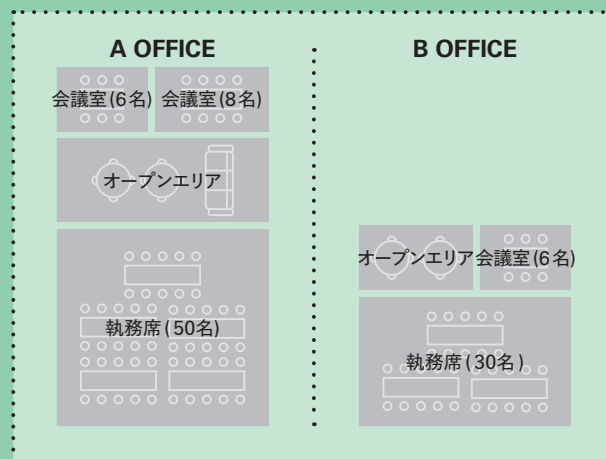 A OFFICE
会議室(6名) 会議室(8名)
オープンエリア
執務席(50名)
B OFFICE
オープンエリア 会議室(6名)
執務席(30名)